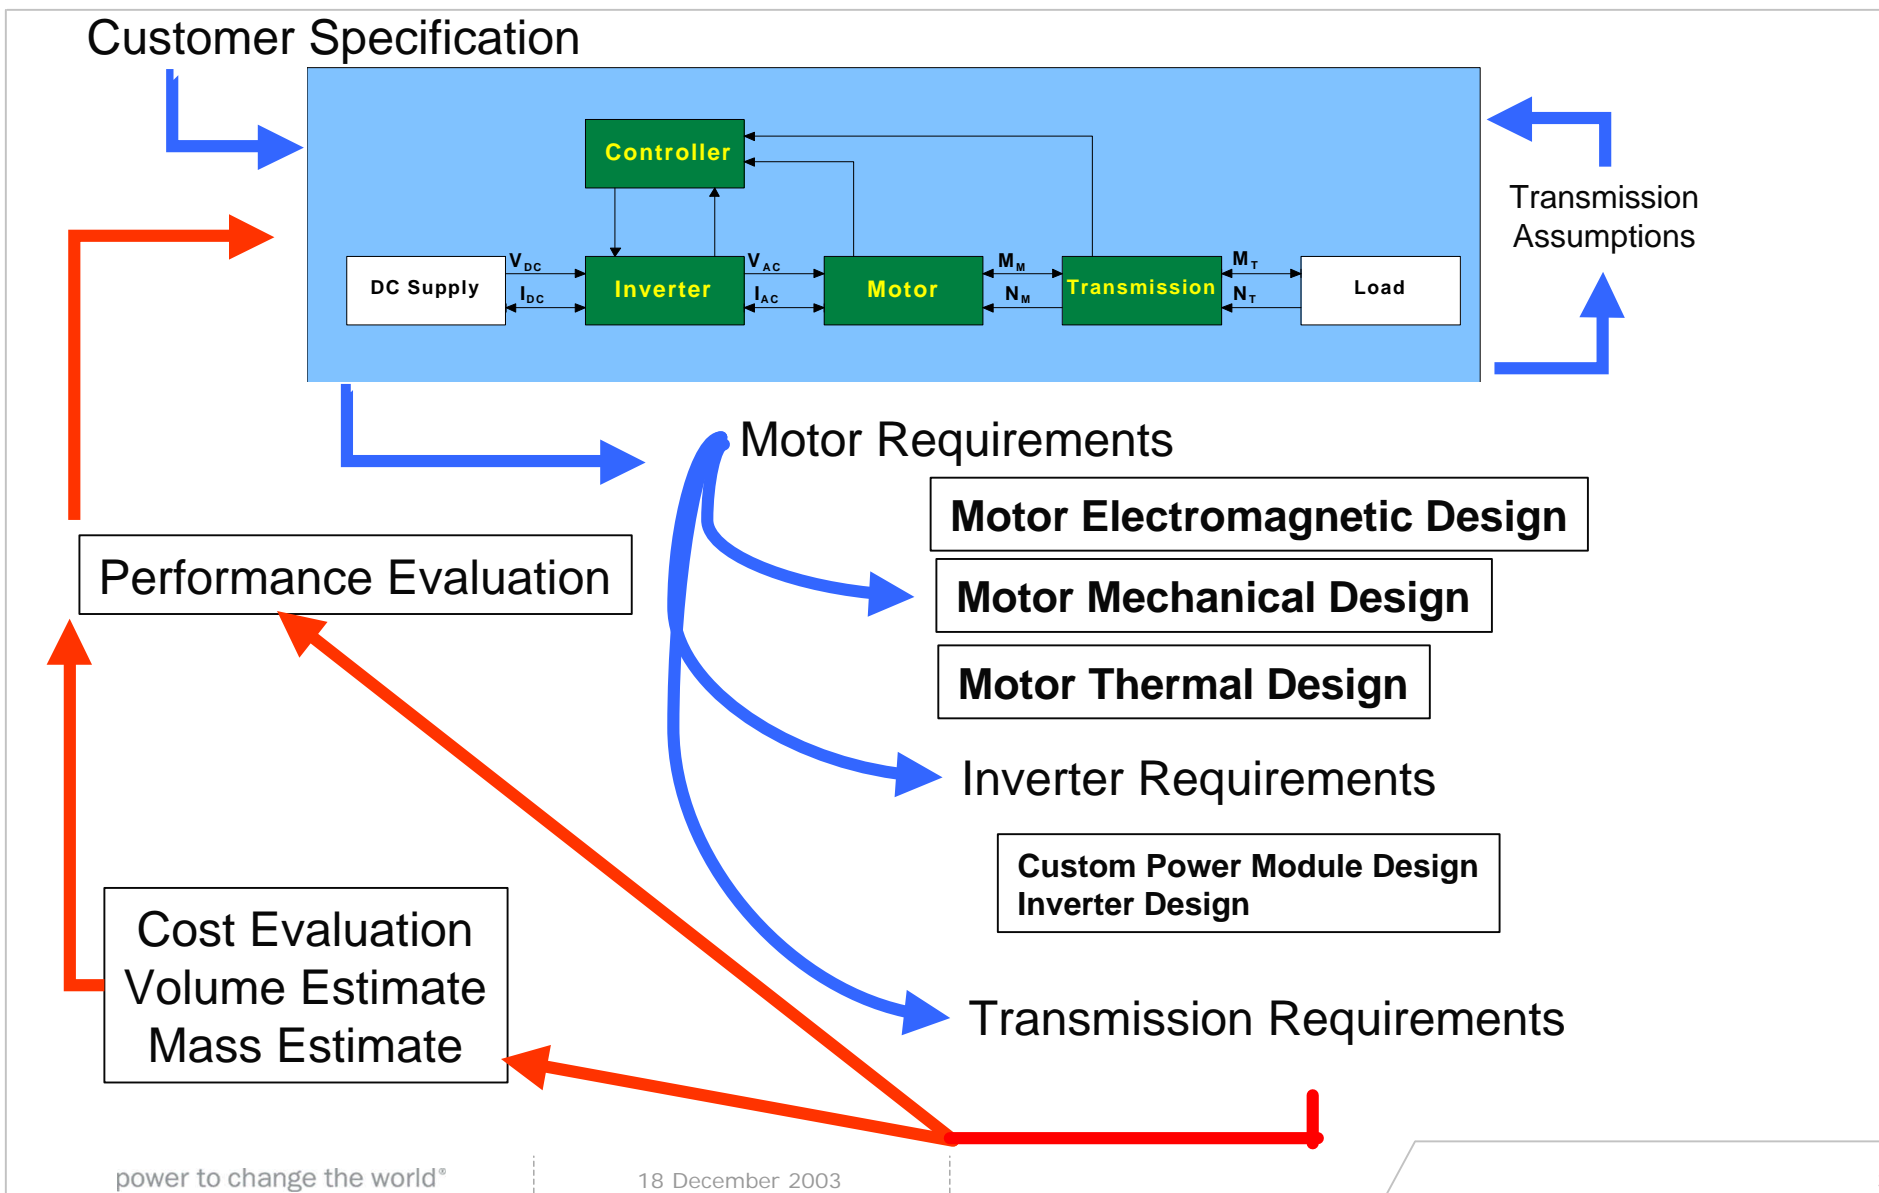 Customer Specification
Controller
Transmission
Assumptions
DC Supply
V DC
I DC
Inverter
V AC
I AC
Motor
M M
N M
Transmission
M T
N T
Load
Motor Requirements
Motor Electromagnetic Design
Performance Evaluation
Motor Mechanical Design
Motor Thermal Design
Inverter Requirements
Custom Power Module Design
Inverter Design
Cost Evaluation
Volume Estimate
Mass Estimate
Transmission Requirements
power to change the world®
18 December 2003